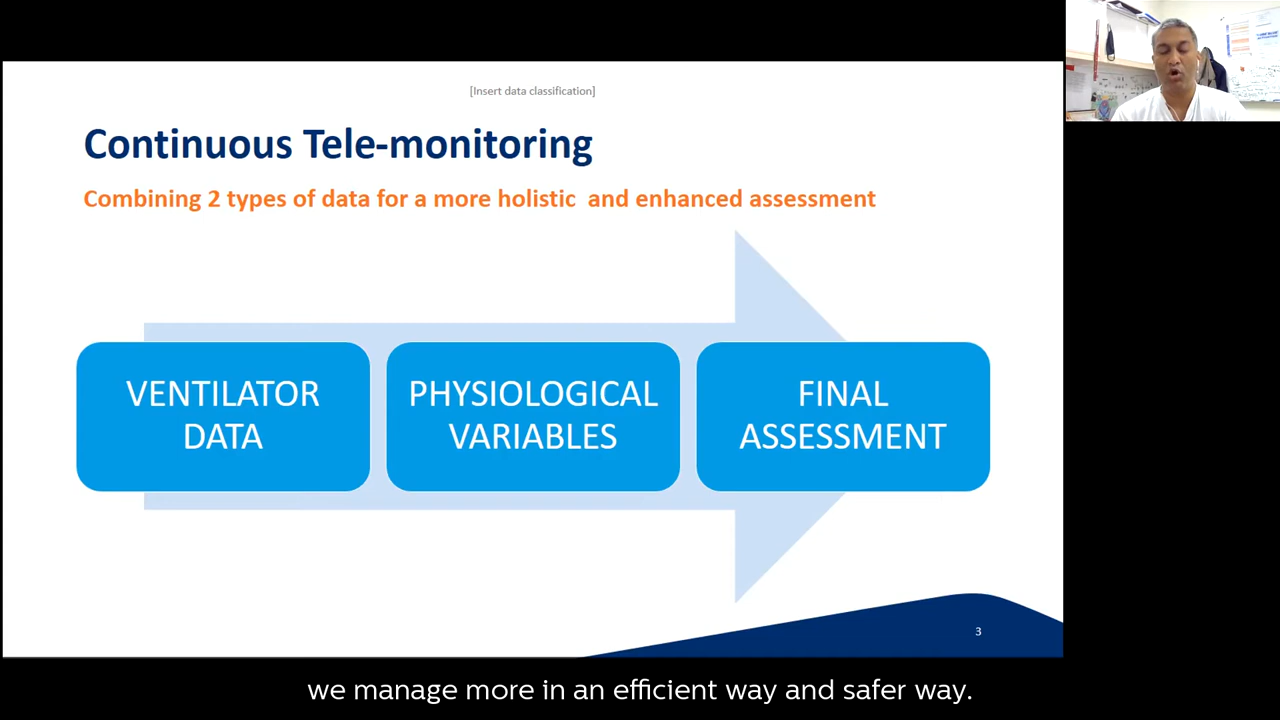 [Insert data classification]
Continuous Tele-monitoring
Combining 2 types of data for a more holistic and enhanced assessment
VENTILATOR
DATA
PHYSIOLOGICAL
VARIABLES
FINAL
ASSESSMENT
3
we manage more in an efficient way and safer way.